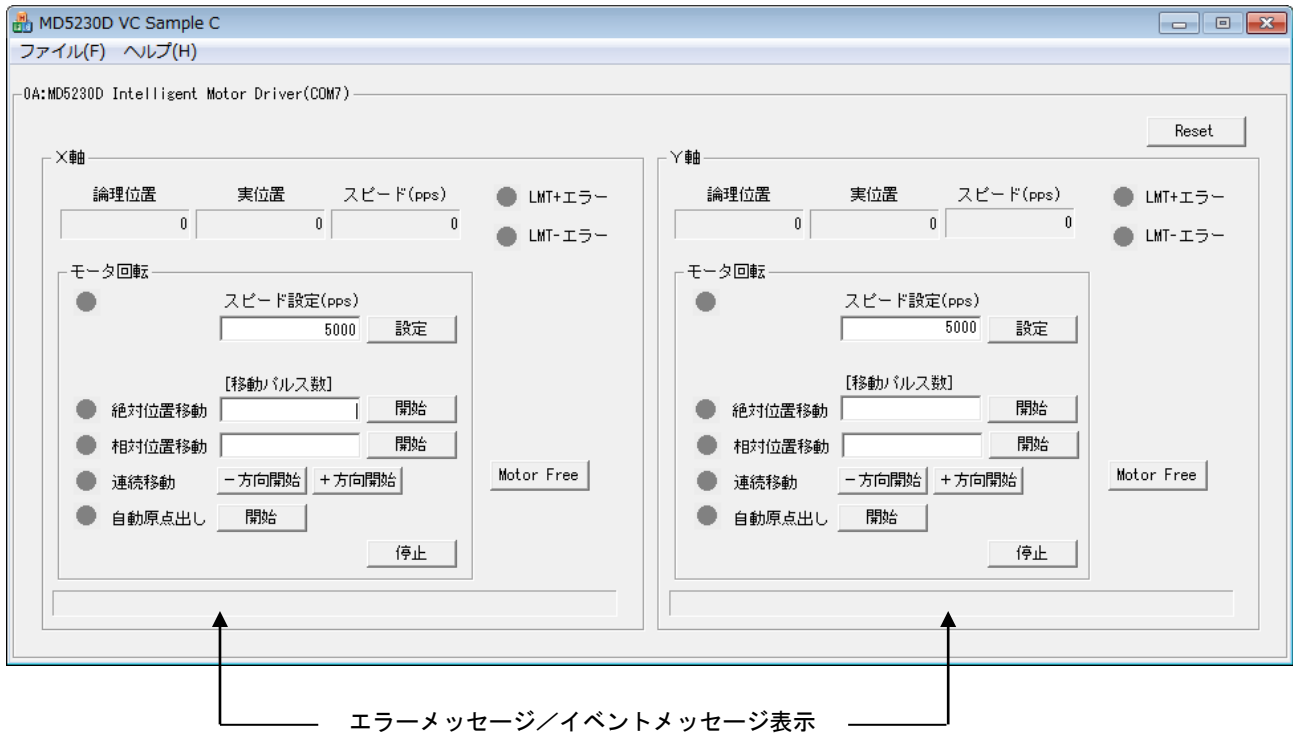 MD5230D VC Sample C
ファイル(F) ヘルプ(H)
0A:MD5230D Intelligent Motor Driver(COM7)
Reset
X軸
論理位置 実位置 スピード(pps)
0 0 0
LMT+エラー
LMT-エラー
モータ回転
スピード設定(pps)
5000 設定
[移動パルス数]
絶対位置移動 開始
相対位置移動 開始
連続移動 -方向開始 +方向開始
自動原点出し 開始
停止
Motor Free
Y軸
論理位置 実位置 スピード(pps)
0 0 0
LMT+エラー
LMT-エラー
モータ回転
スピード設定(pps)
5000 設定
[移動パルス数]
絶対位置移動 開始
相対位置移動 開始
連続移動 -方向開始 +方向開始
自動原点出し 開始
停止
Motor Free
エラーメッセージ/イベントメッセージ表示